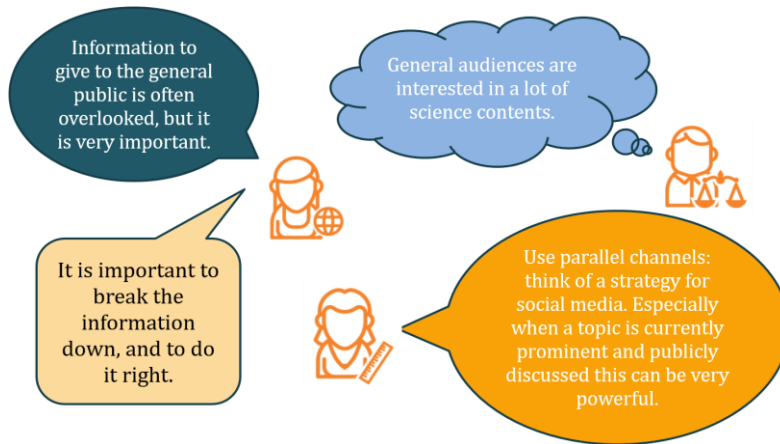 Information to
give to the general
public is often
overlooked, but it
is very important.
General audiences are
interested in a lot of
science contents.
It is important to
break the
information
down, and to do
it right.
Use parallel channels:
think of a strategy for
social media. Especially
when a topic is currently
prominent and publicly
discussed this can be very
powerful.